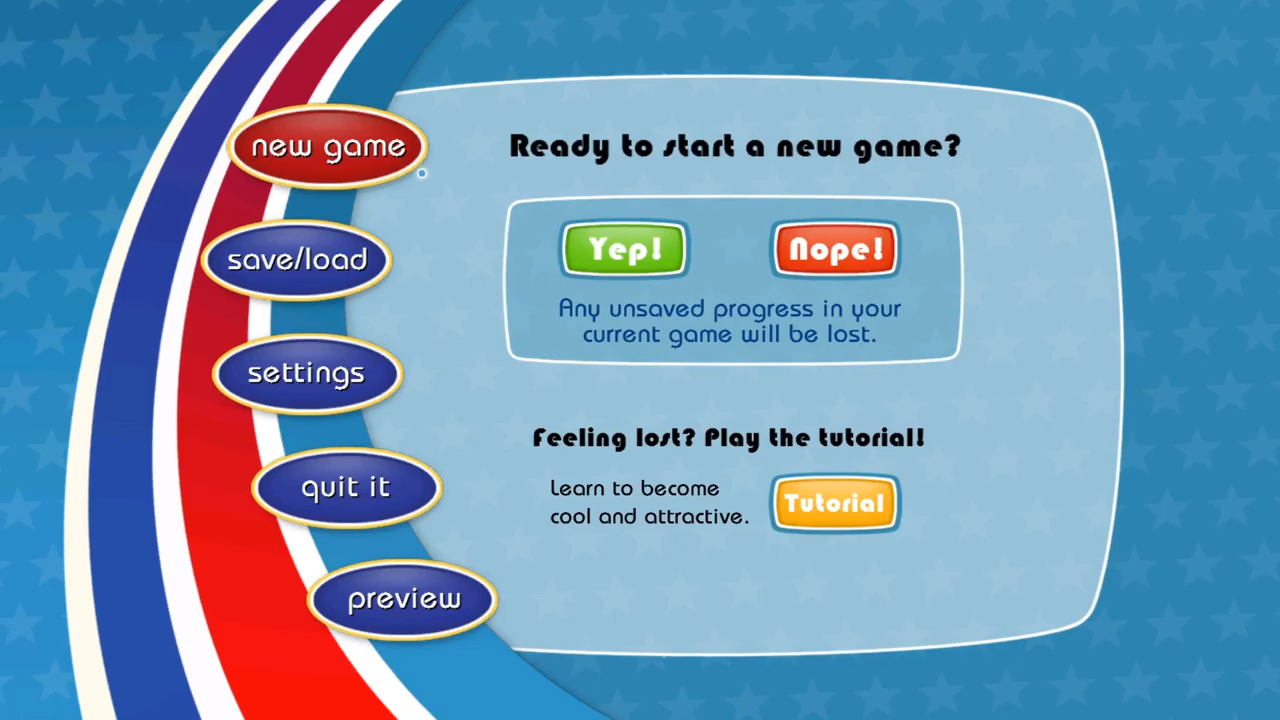 new game
save/load
settings
quit it
preview
Ready to start a new game?
Yep!
Nope!
Any unsaved progress in your
current game will be lost.
Feeling lost? Play the tutorial!
Learn to become
cool and attractive.
Tutorial